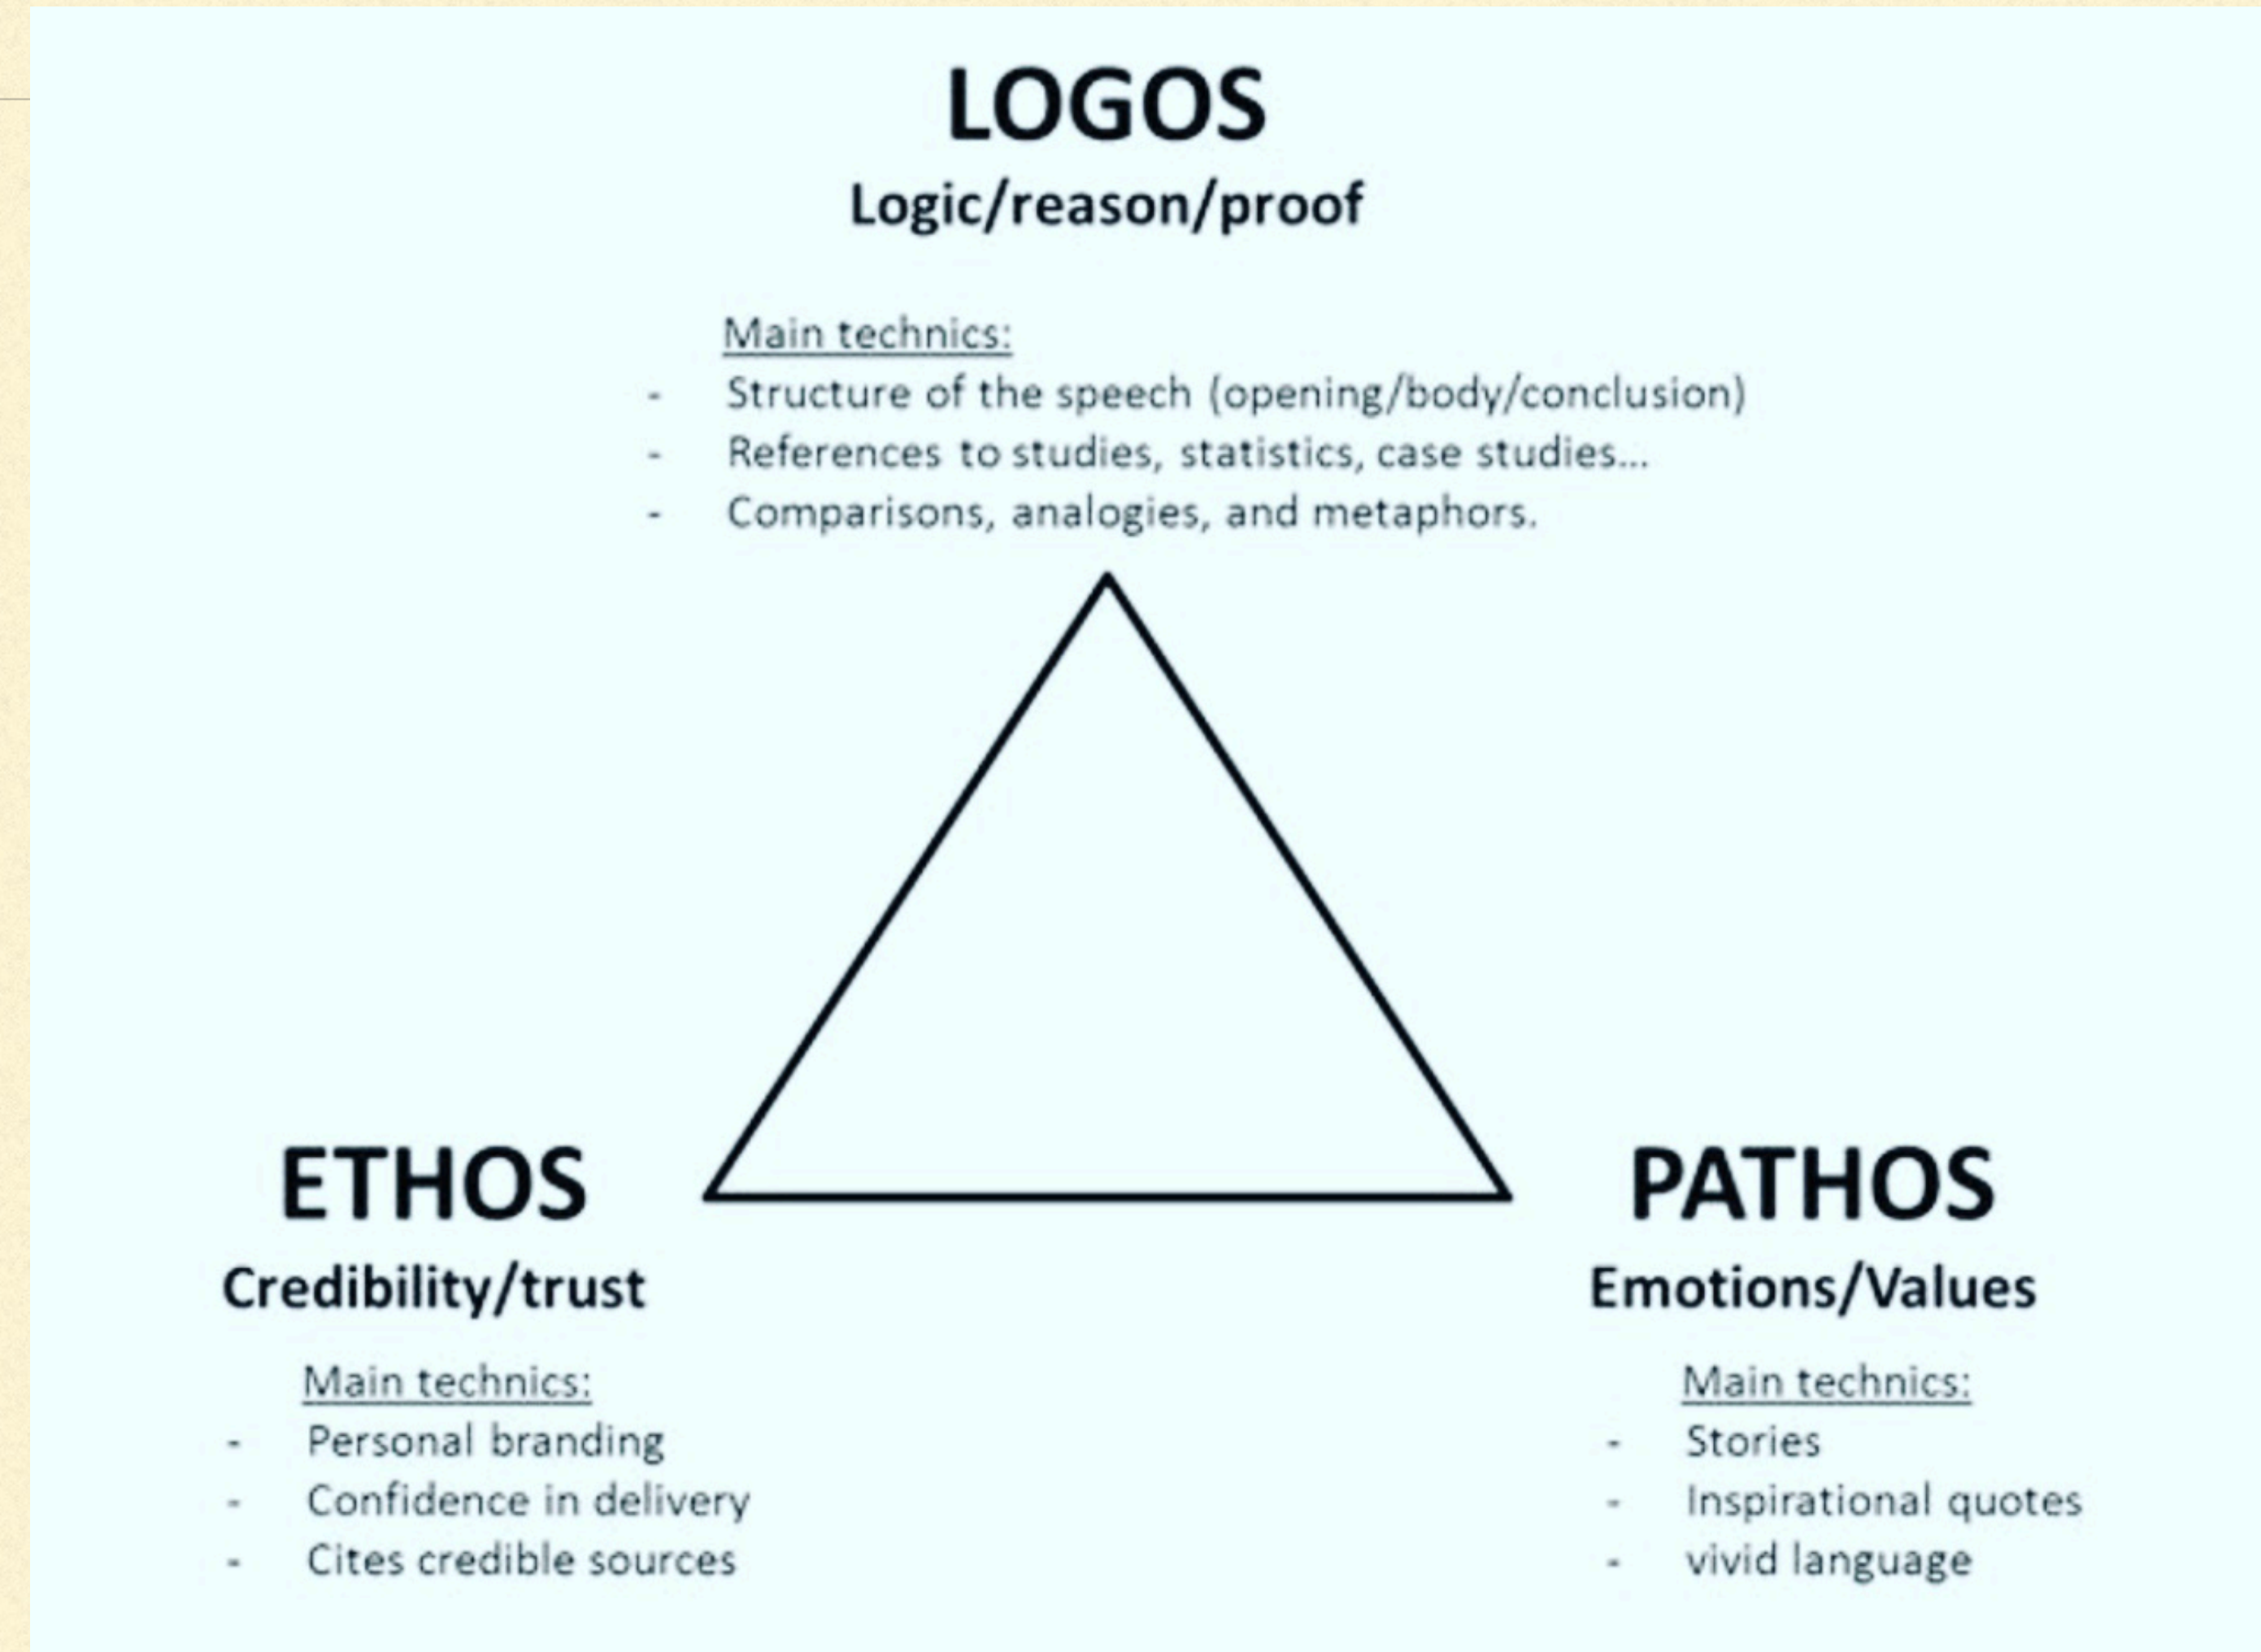 LOGOS
Logic/reason/proof
Main technics:
- Structure of the speech (opening/body/conclusion)
- References to studies, statistics, case studies...
- Comparisons, analogies, and metaphors.
ETHOS
Credibility/trust
Main technics:
- Personal branding
- Confidence in delivery
- Cites credible sources
PATHOS
Emotions/Values
Main technics:
- Stories
- Inspirational quotes
- vivid language